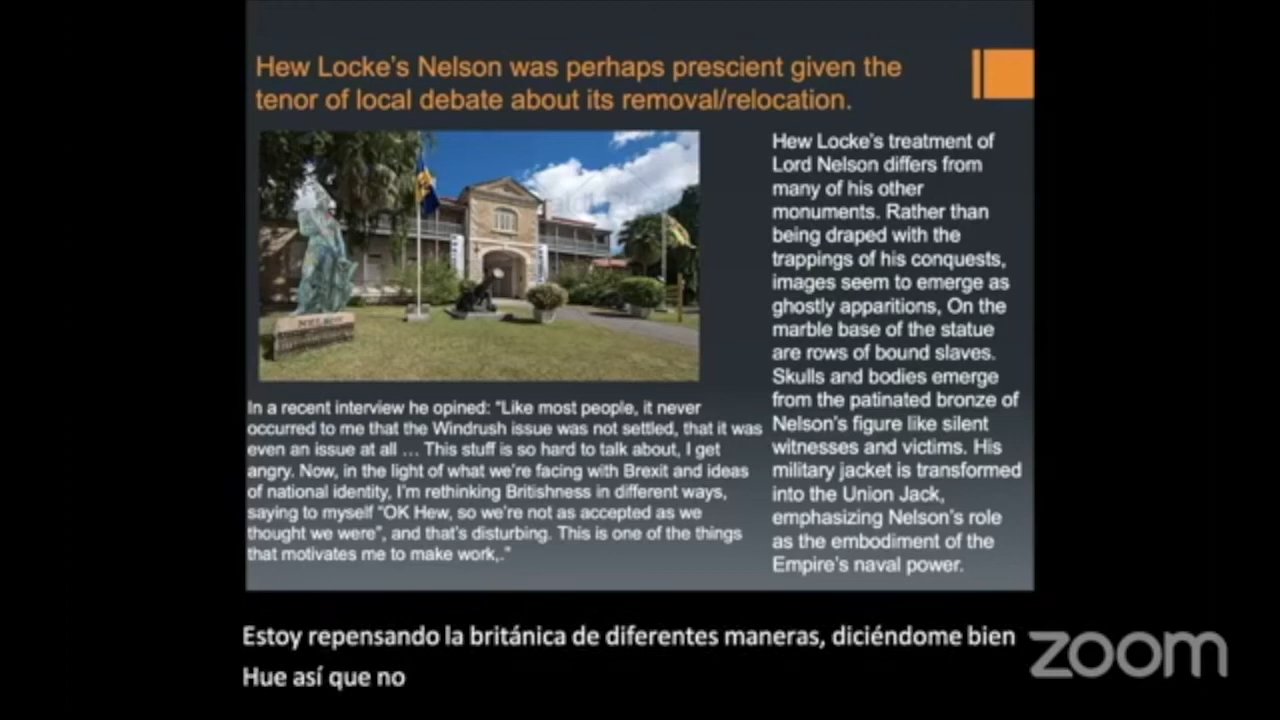 Hew Locke's Nelson was perhaps prescient given the
tenor of local debate about its removal/relocation.
NELSON
In a recent interview he opined: "Like most people, it never
occurred to me that the Windrush issue was not settled, that it was
even an issue at all … This stuff is so hard to talk about, I get
angry. Now, in the light of what we're facing with Brexit and ideas
of national identity, I'm rethinking Britishness in different ways,
saying to myself "OK Hew, so we're not as accepted as we
thought we were", and that's disturbing. This is one of the things
that motivates me to make work,."
Hew Locke's treatment of
Lord Nelson differs from
many of his other
monuments. Rather than
being draped with the
trappings of his conquests,
images seem to emerge as
ghostly apparitions, On the
marble base of the statue
are rows of bound slaves.
Skulls and bodies emerge
from the patinated bronze of
Nelson's figure like silent
witnesses and victims. His
military jacket is transformed
into the Union Jack,
emphasizing Nelson's role
as the embodiment of the
Empire's naval power.
Estoy repensando la británica de diferentes maneras, diciéndome bien
Hue así que no
zoom